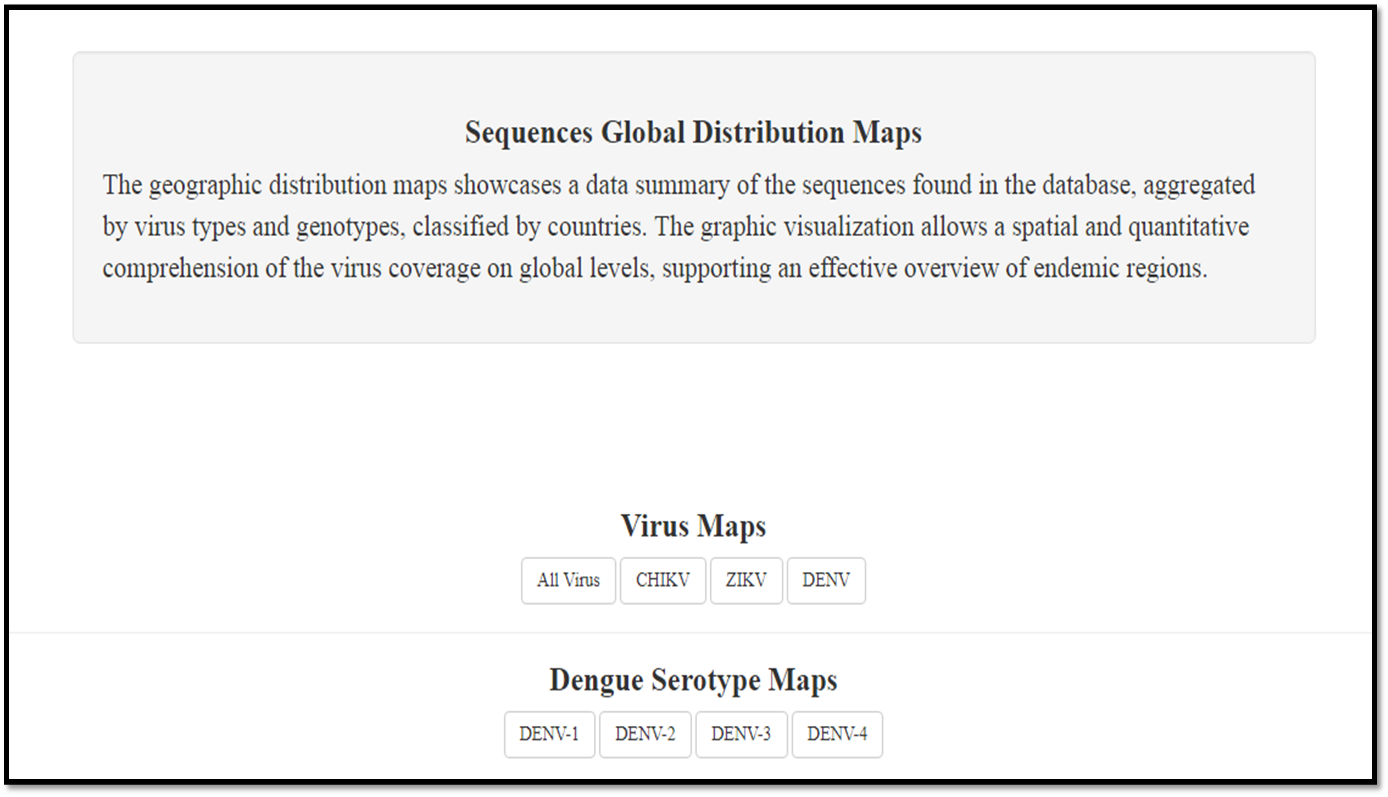 Sequences Global Distribution Maps
The geographic distribution maps showcases a data summary of the sequences found in the database, aggregated
by virus types and genotypes, classified by countries. The graphic visualization allows a spatial and quantitative
comprehension of the virus coverage on global levels, supporting an effective overview of endemic regions.
Virus Maps
All Virus CHIKV ZIKV DENV
Dengue Serotype Maps
DENV-1 DENV-2 DENV-3 DENV-4